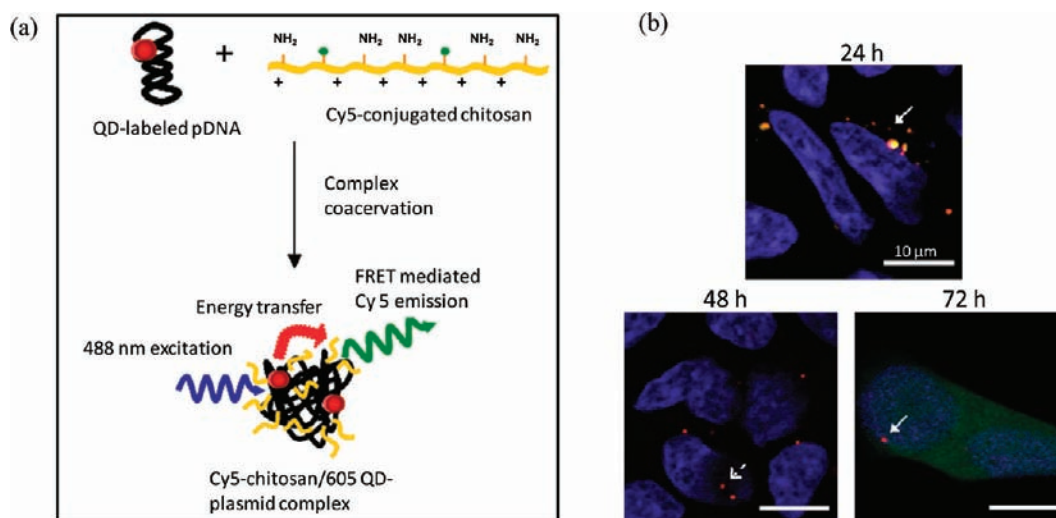 (a)
NH2 NH2 NH2 NH2 NH2
+
+ + + + + +
QD-labeled pDNA
Cy5-conjugated chitosan
Complex
coacervation
FRET mediated
Cy 5 emission
Energy transfer
488 nm excitation
Cy5-chitosan/605 QD-
plasmid complex
(b)
24 h
10 µm
48 h
72 h